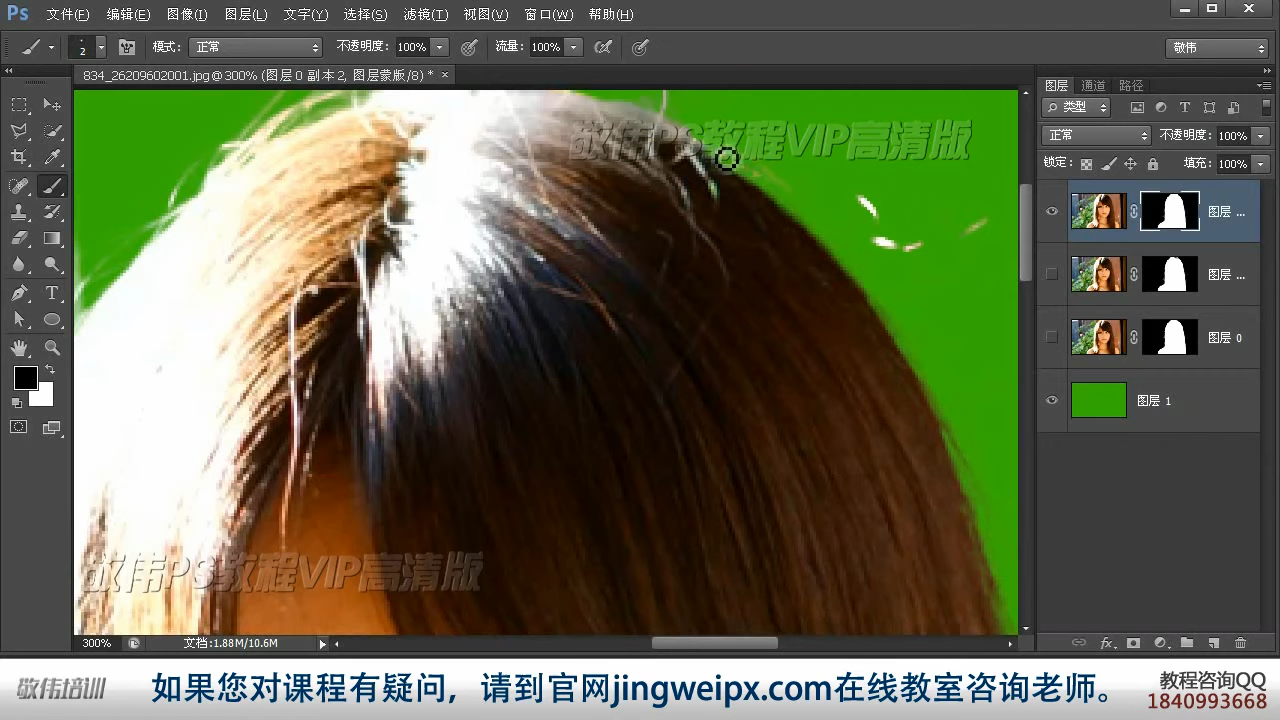 Ps 文件(F) 编辑(E) 图像(I) 图层(L) 文字(Y) 选择(S) 滤镜(T) 视图(V) 窗口(W) 帮助(H)
2 模式: 正常 不透明度: 100% 流量: 100% 敬伟
834_26209602001.jpg @ 300% (图层 0 副本 2, 图层蒙版/8) * ×
图层 通道 路径
类型
正常 不透明度: 100%
锁定: 填充: 100%
敬伟PS教程VIP高清版
图层 ...
图层 ...
图层 0
图层 1
敬伟PS教程VIP高清版
300% 文档:1.88M/10.6M
fx
敬伟培训 如果您对课程有疑问，请到官网jingweipx.com在线教室咨询老师。 教程咨询QQ
1840993668